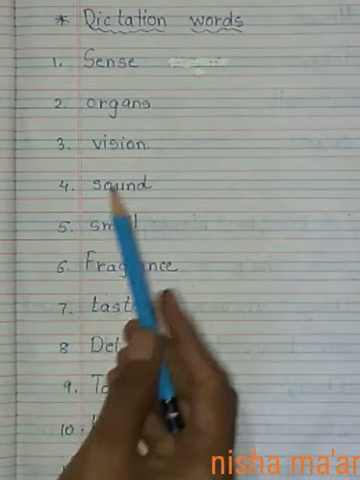 * Dictation words
1. Sense
2. organs
3. vision
4. sound
5.
6. Fragrance
7.
8
9.
10.
nisha ma'am